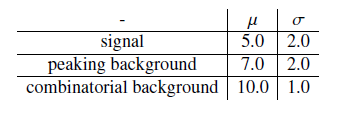 - μ σ
signal 5.0 2.0
peaking background 7.0 2.0
combinatorial background 10.0 1.0